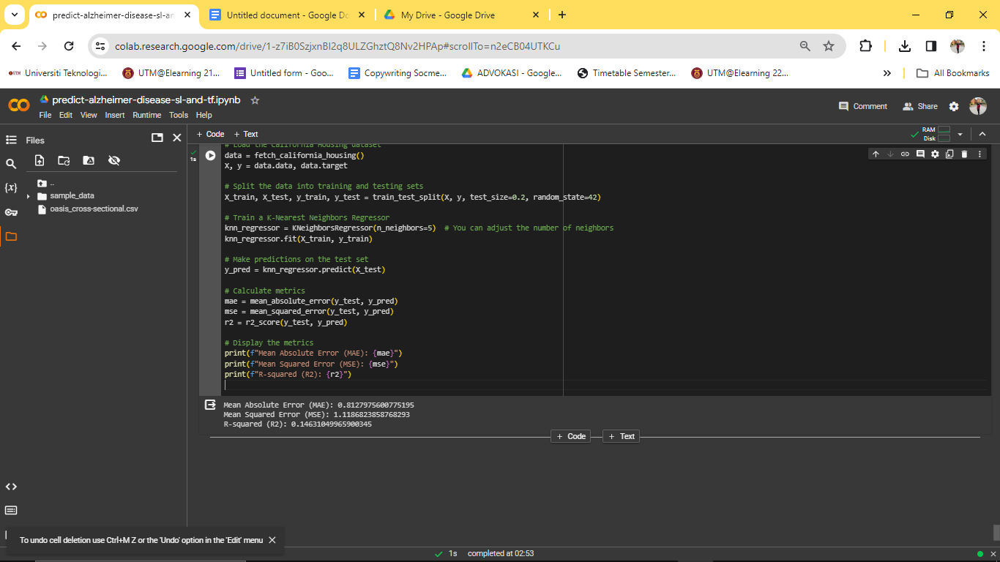 predict-alzheimer-disease-sl-an
Untitled document - Google Do
My Drive - Google Drive
colab.research.google.com/drive/1-z7iB0SzjxnBI2q8ULZGhztQ8Nv2HPAp#scrollTo=n2eCB04UTKCu
Universiti Teknologi...
UTM@Elearning 21...
Untitled form - Goo...
Copywriting Socme...
ADVOKASI - Google...
Timetable Semester...
UTM@Elearning 22...
All Bookmarks
predict-alzheimer-disease-sl-and-tf.ipynb
Comment
Share
File Edit View Insert Runtime Tools Help
Files
+ Code + Text
RAM
Disk
..
sample_data
oasis_cross-sectional.csv
1s
# Load the California Housing dataset
data = fetch_california_housing()
X, y = data.data, data.target
# Split the data into training and testing sets
X_train, X_test, y_train, y_test = train_test_split(X, y, test_size=0.2, random_state=42)
# Train a K-Nearest Neighbors Regressor
knn_regressor = KNeighborsRegressor(n_neighbors=5)  # You can adjust the number of neighbors
knn_regressor.fit(X_train, y_train)
# Make predictions on the test set
y_pred = knn_regressor.predict(X_test)
# Calculate metrics
mae = mean_absolute_error(y_test, y_pred)
mse = mean_squared_error(y_test, y_pred)
r2 = r2_score(y_test, y_pred)
# Display the metrics
print(f"Mean Absolute Error (MAE): {mae}")
print(f"Mean Squared Error (MSE): {mse}")
print(f"R-squared (R2): {r2}")
Mean Absolute Error (MAE): 0.8127975600775195
Mean Squared Error (MSE): 1.1186823858768293
R-squared (R2): 0.14631049965900345
+ Code + Text
To undo cell deletion use Ctrl+M Z or the 'Undo' option in the 'Edit' menu
1s completed at 02:53